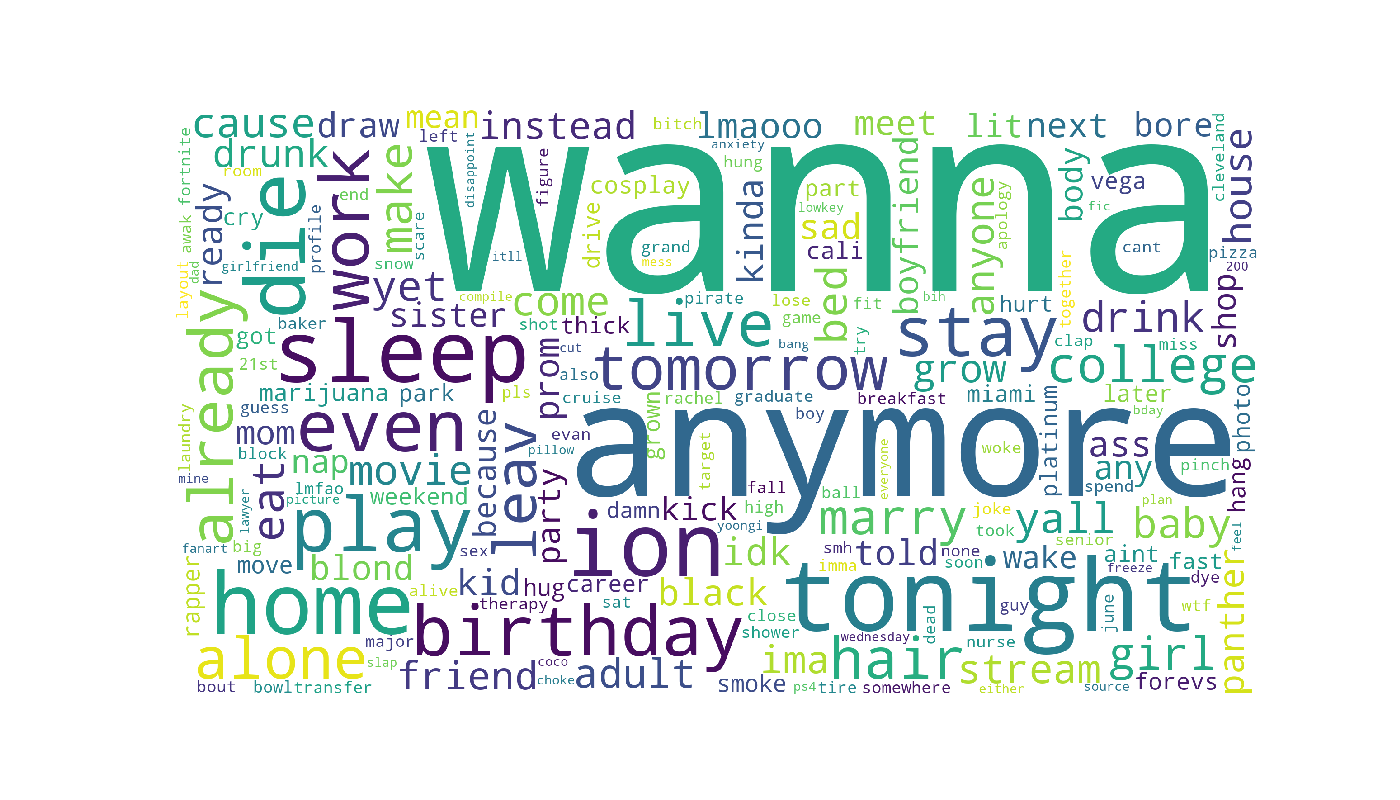 wanna
anymore
tonight
sleep
birthday
home
play
tomorrow
ion
stay
die
work
already
live
even
alone
hair
college
leav
marry
cause
draw
mean
left
instead
bitch
lmaooo
meet
lit
next
bore
cleveland
house
drunk
room
fortnite
awak
ready
cry
end
make
scare
disappoint
figure
cosplay
anxiety
hung
kinda
part
lowkey
sad
cali
boyfriend
anyone
apology
body
vega
fic
cant
pizza
200
layout
dad
girlfriend
profile
snow
yet
itll
compile
come
drive
grand
mess
pirate
lose
game
bed
fit
try
bih
hurt
together
drink
shop
got
baker
sister
shot
thick
bang
clap
miss
21st
marijuana
park
pls
prom
cut
also
cruise
rachel
graduate
boy
breakfast
grow
miami
later
bday
photo
laundry
guess
mom
block
mine
nap
movie
because
evan
pillow
grown
target
everyone
woke
platinum
ass
any
pinch
hang
eat
lawyer
lmfao
picture
weekend
party
damn
kick
fall
high
ball
spend
plan
joke
took
yall
baby
senior
feel
fanart
big
move
blond
sex
kid
hug
career
yoongi
idk
smh
imma
told
none
soon
wake
aint
freeze
fast
dye
rapper
alive
therapy
sat
black
close
shower
wednesday
dead
guy
nurse
june
wtf
panther
major
slap
friend
coco
choke
adult
smoke
ima
ps4
tire
somewhere
stream
either
girl
source
forevs
bout
bowltransfer